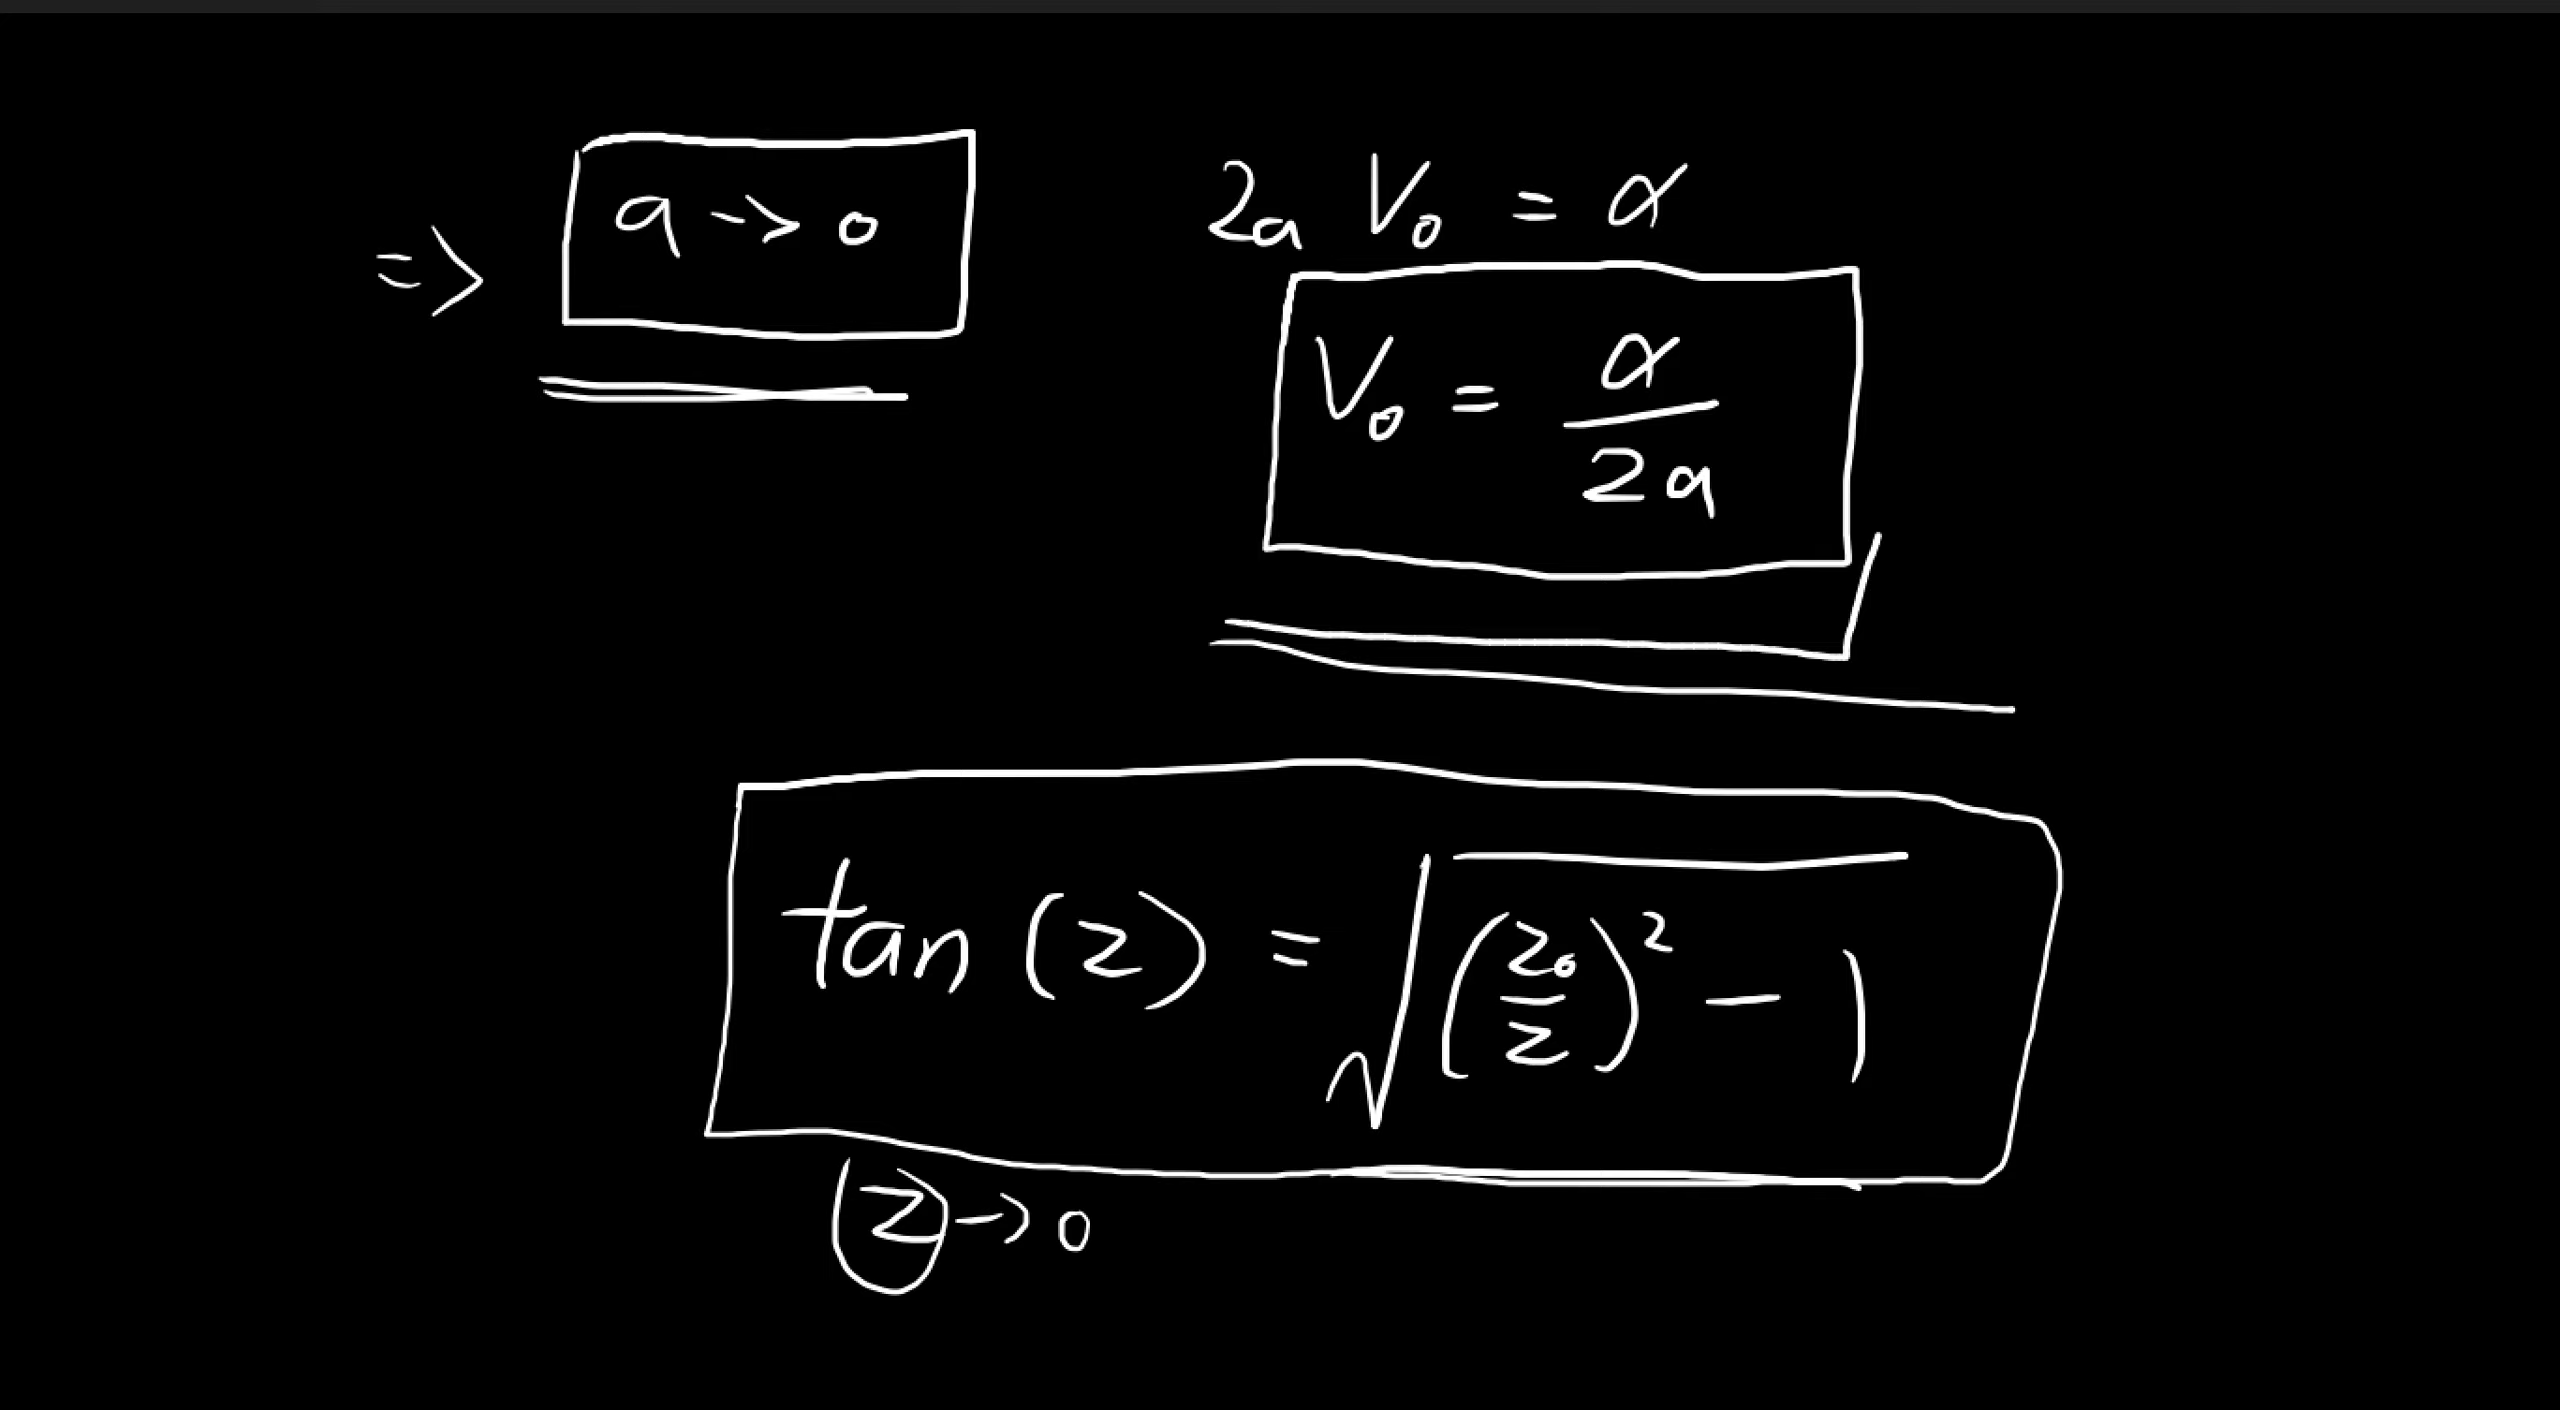 => a -> 0
2a V₀ = α
V₀ = α / 2a
tan (z) = √((z₀/z)² - 1)
z -> 0